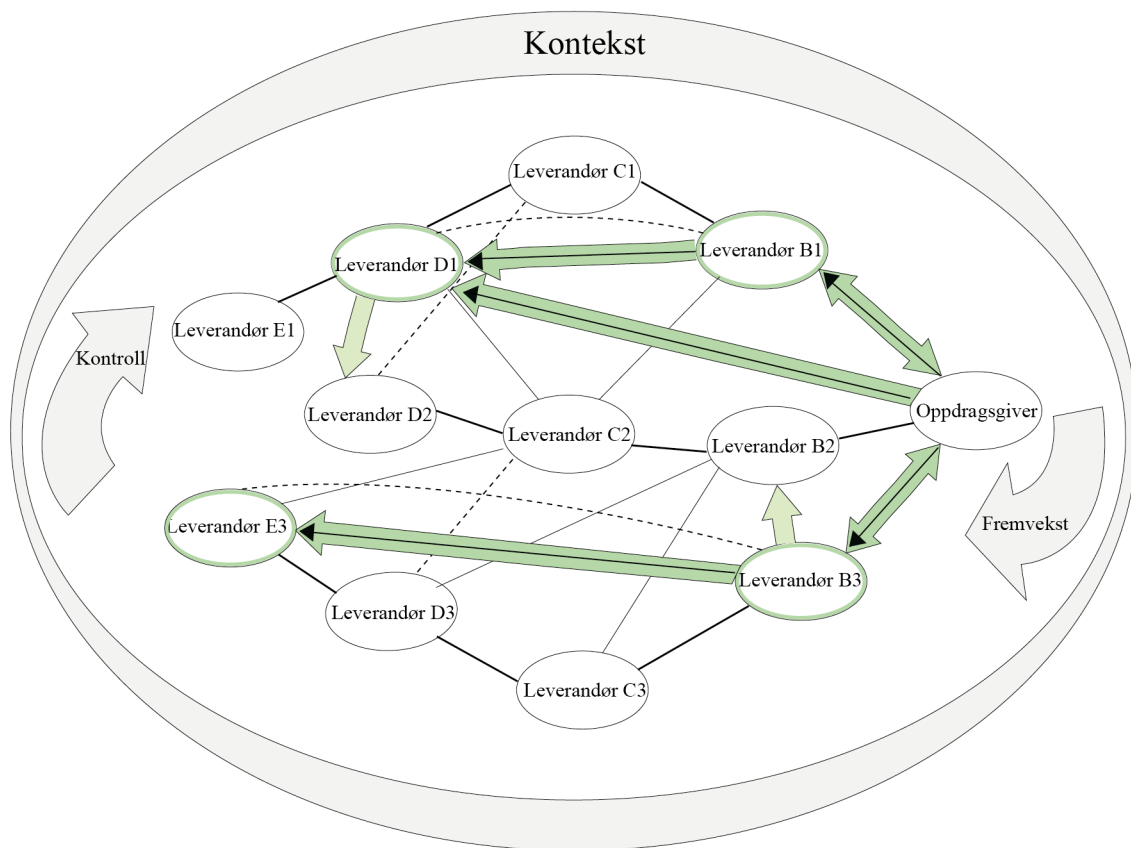 Kontekst
Leverandør C1
Leverandør B1
Leverandør D1
Leverandør E1
Kontroll
Leverandør D2
Oppdragsgiver
Leverandør C2
Leverandør B2
Leverandør E3
Fremvekst
Leverandør B3
Leverandør D3
Leverandør C3